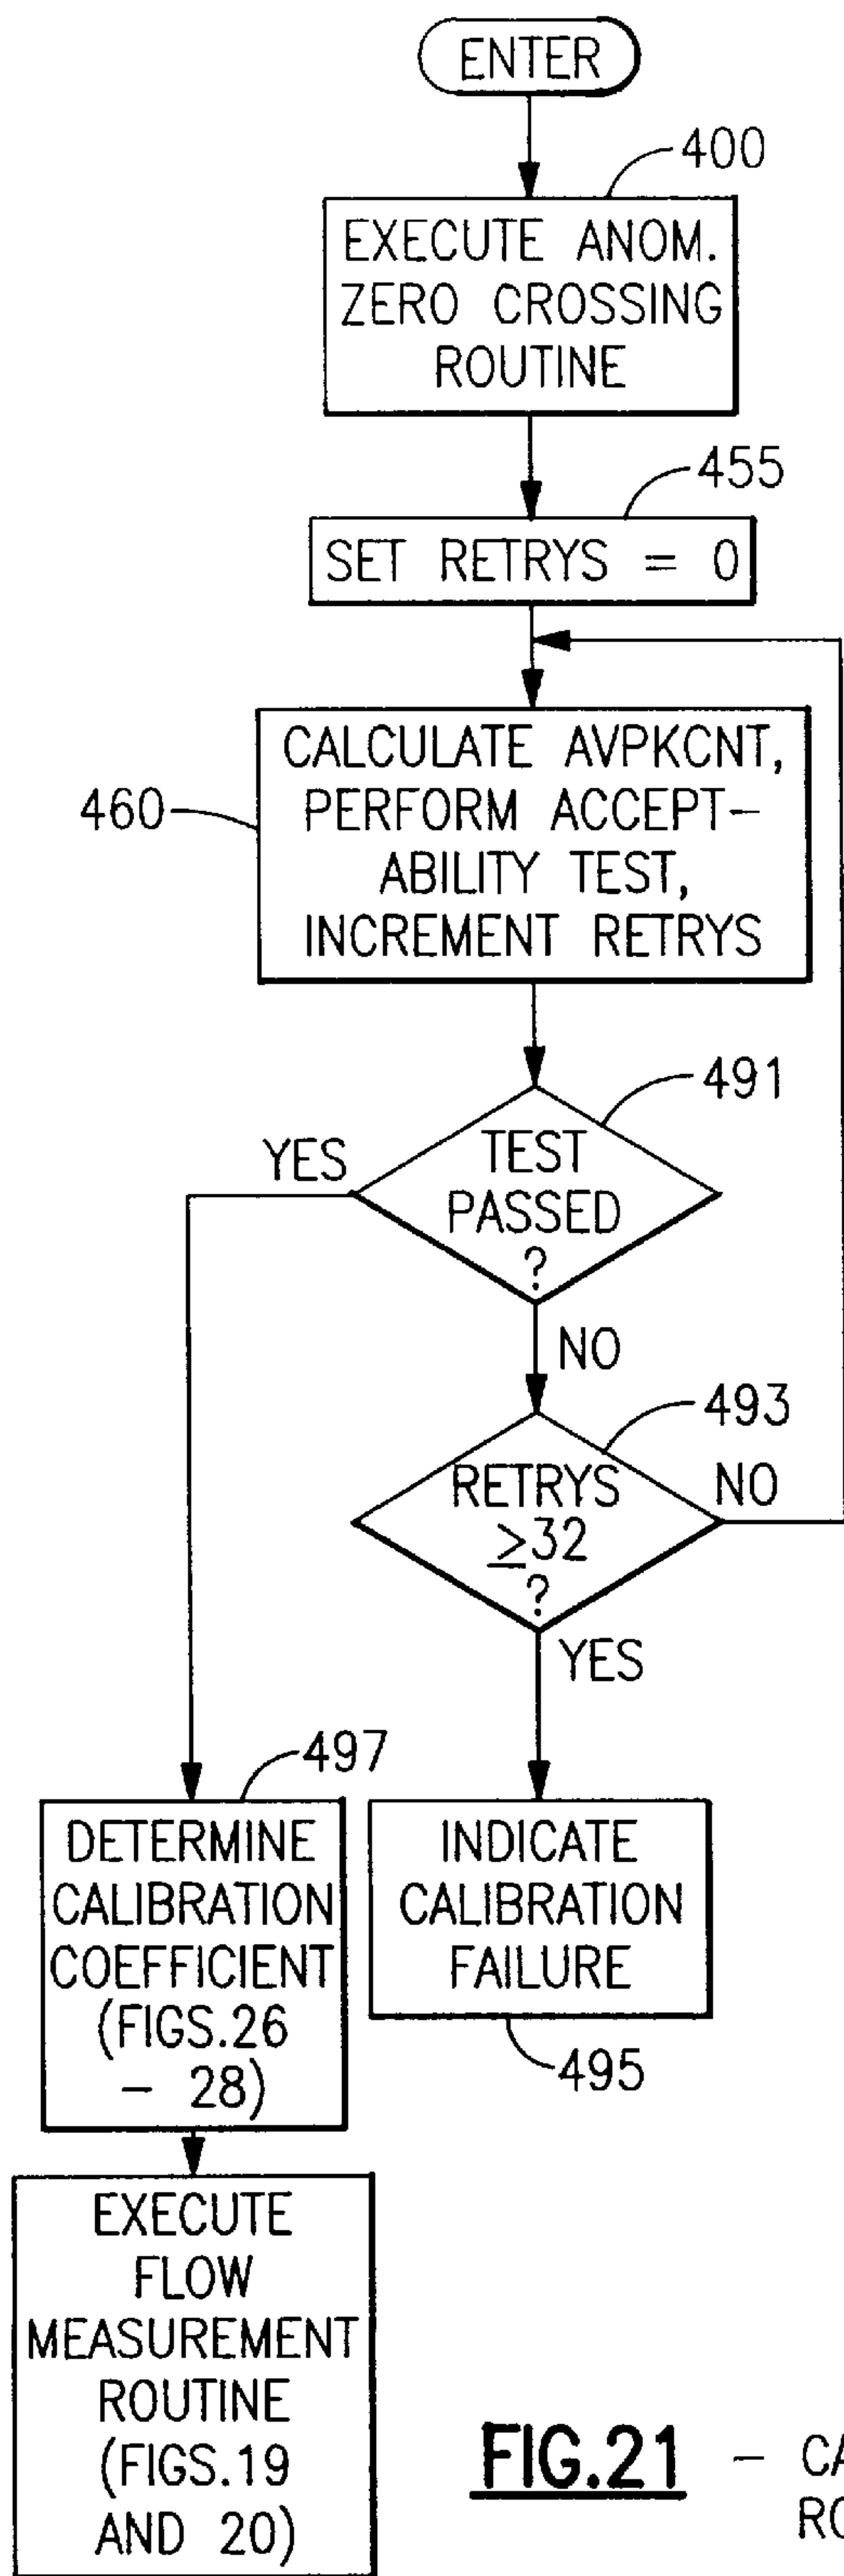 ENTER
400
EXECUTE ANOM.
ZERO CROSSING
ROUTINE
455
SET RETRYS = 0
460
CALCULATE AVPKCNT,
PERFORM ACCEPT-
ABILITY TEST,
INCREMENT RETRYS
491
YES
TEST
PASSED
?
NO
493
RETRYS
≥32
?
NO
YES
497
DETERMINE
CALIBRATION
COEFFICIENT
(FIGS.26
- 28)
INDICATE
CALIBRATION
FAILURE
495
EXECUTE
FLOW
MEASUREMENT
ROUTINE
(FIGS.19
AND 20)
FIG.21 -